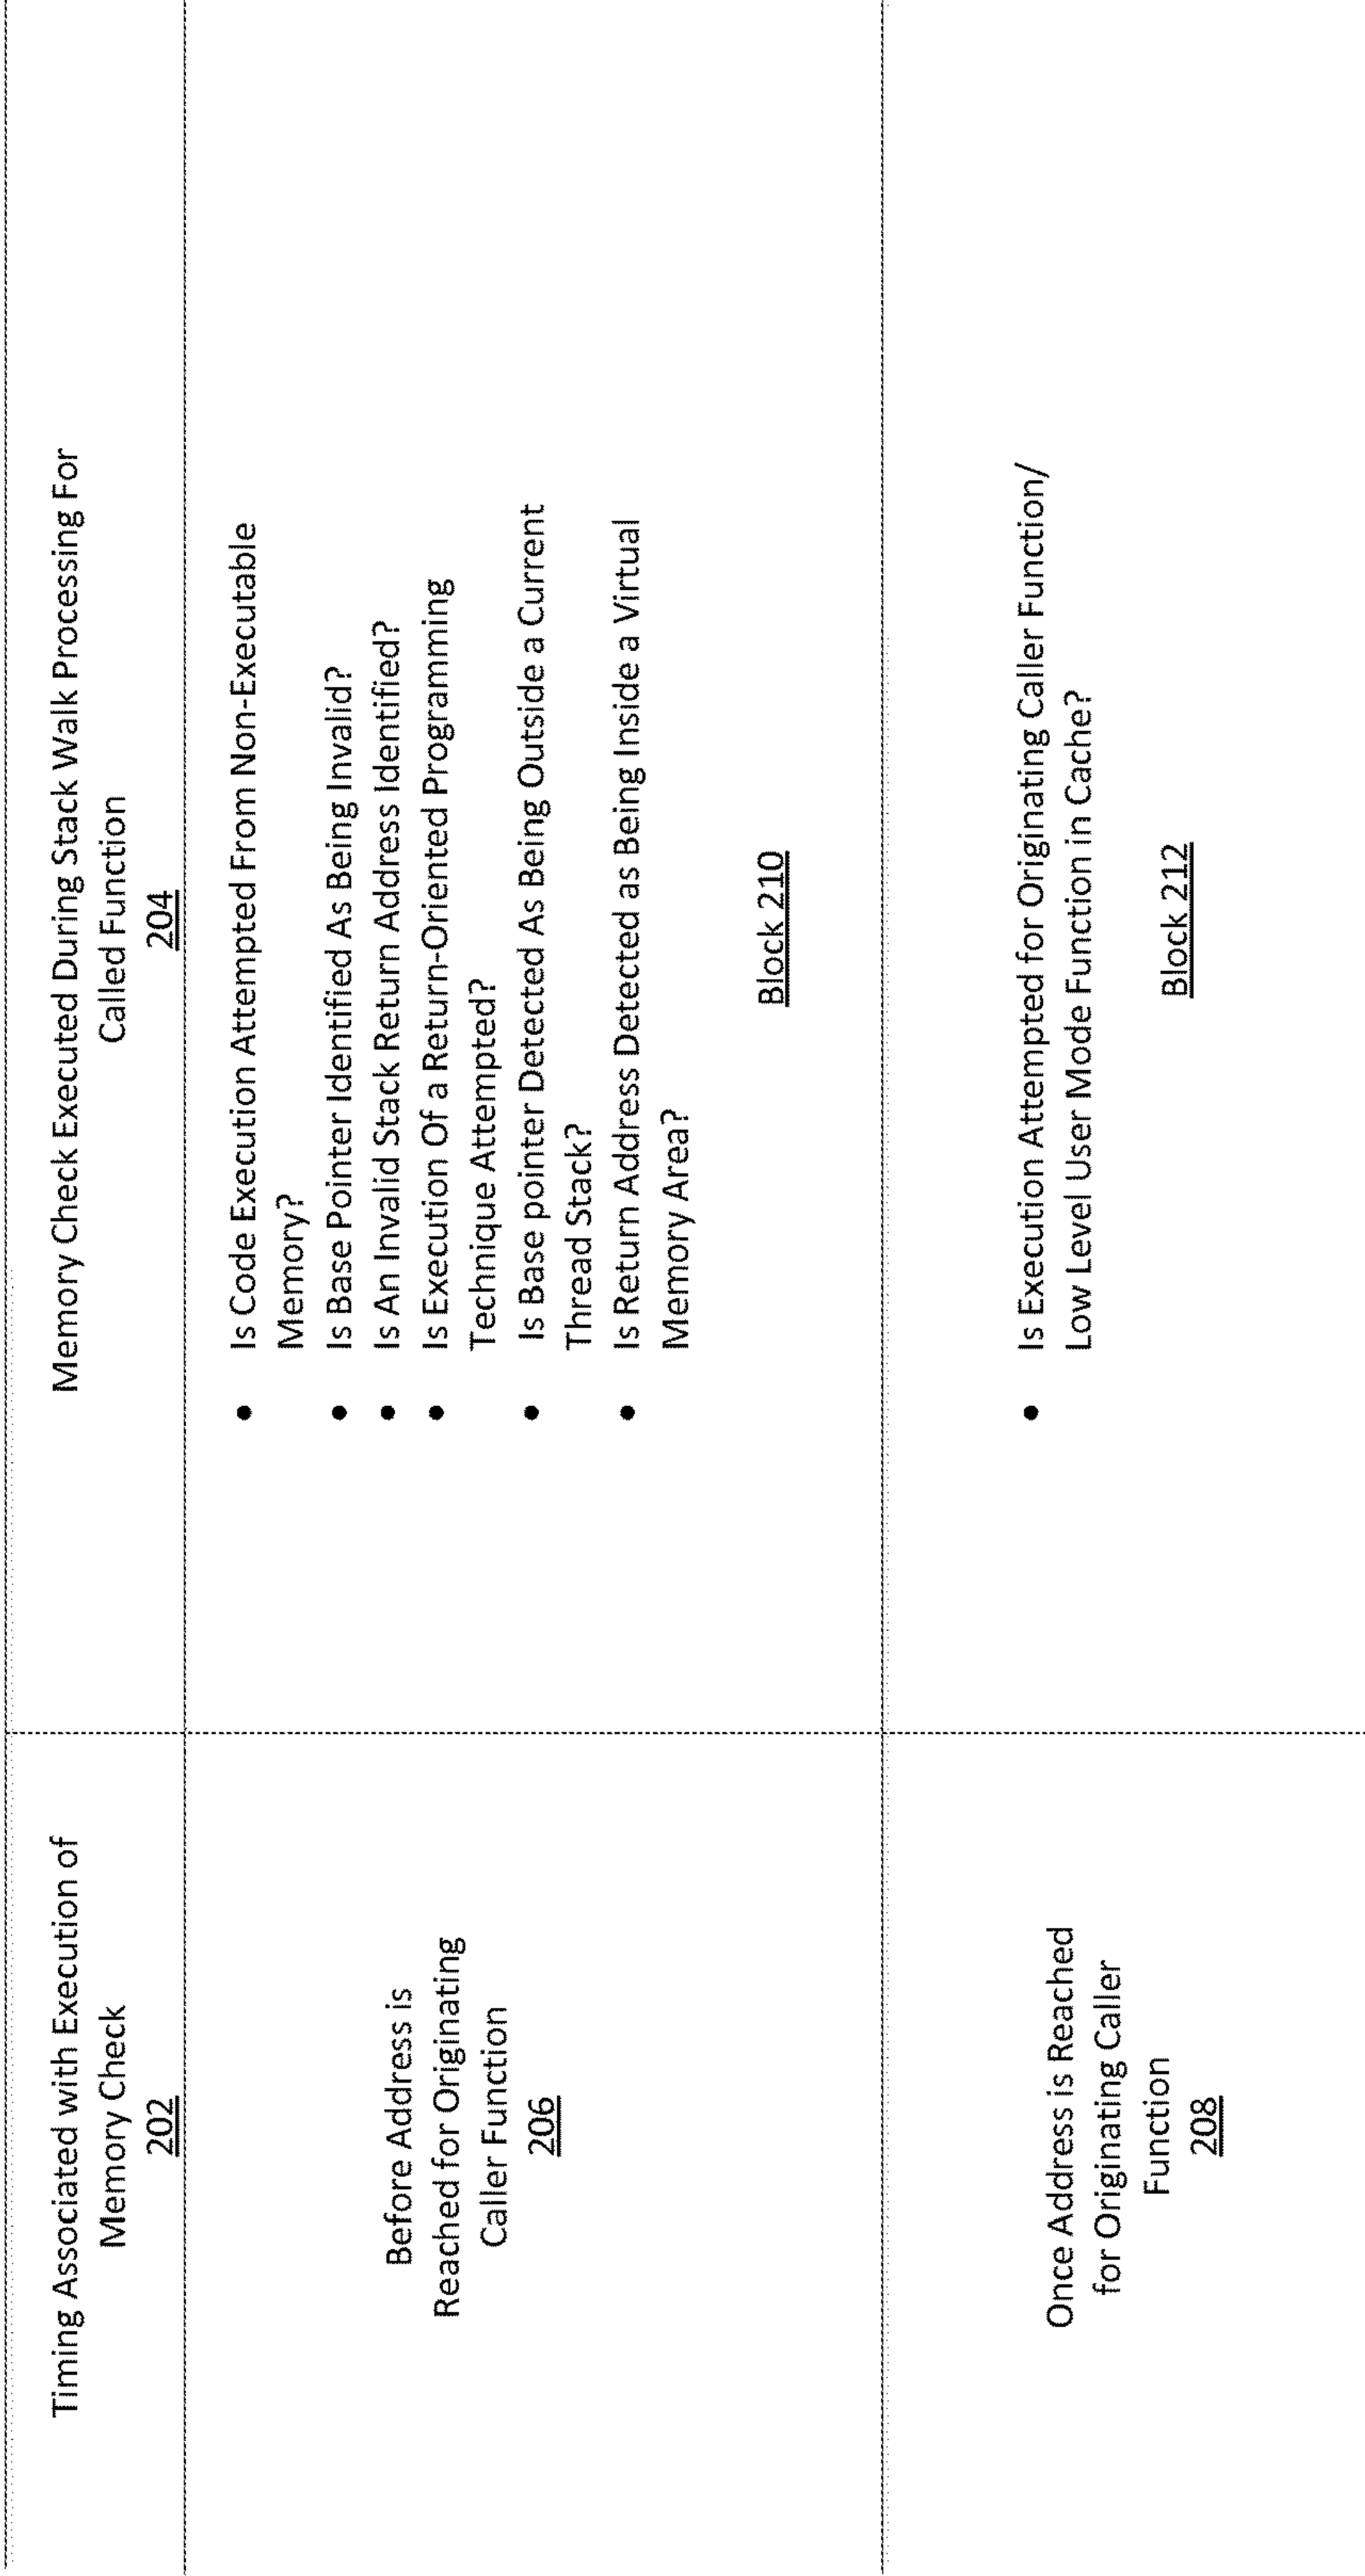 Timing Associated with Execution of
Memory Check
202
Memory Check Executed During Stack Walk Processing For
Called Function
204
Before Address is
Reached for Originating
Caller Function
206
• Is Code Execution Attempted From Non-Executable
Memory?
• Is Base Pointer Identified As Being Invalid?
• Is An Invalid Stack Return Address Identified?
• Is Execution Of a Return-Oriented Programming
Technique Attempted?
• Is Base pointer Detected As Being Outside a Current
Thread Stack?
• Is Return Address Detected as Being Inside a Virtual
Memory Area?
Block 210
Once Address is Reached
for Originating Caller
Function
208
• Is Execution Attempted for Originating Caller Function/
Low Level User Mode Function in Cache?
Block 212